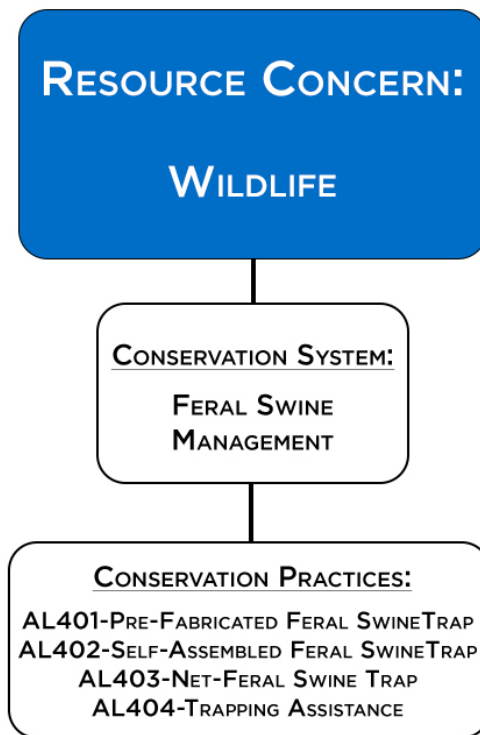 Resource Concern:
Wildlife
Conservation System:
Feral Swine
Management
Conservation Practices:
AL401-Pre-Fabricated Feral SwineTrap
AL402-Self-Assembled Feral SwineTrap
AL403-Net-Feral Swine Trap
AL404-Trapping Assistance